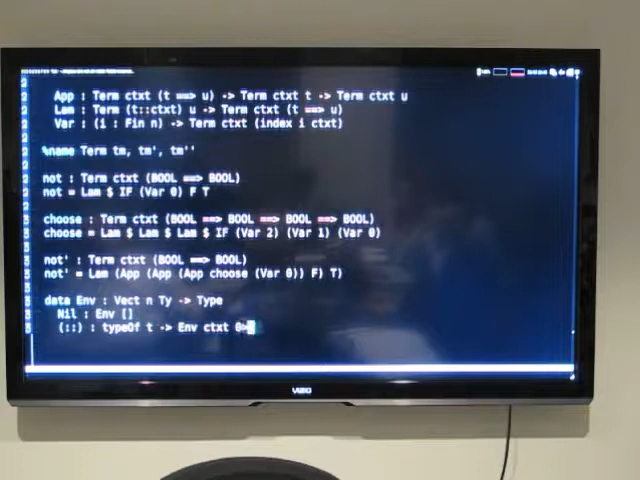 App : Term ctxt (t ==> u) -> Term ctxt t -> Term ctxt u
Lam : Term (t::ctxt) u -> Term ctxt (t ==> u)
Var : (i : Fin n) -> Term ctxt (index i ctxt)
%name Term tm, tm', tm''
not : Term ctxt (BOOL ==> BOOL)
not = Lam $ IF (Var 0) F T
choose : Term ctxt (BOOL ==> BOOL ==> BOOL ==> BOOL)
choose = Lam $ Lam $ Lam $ IF (Var 2) (Var 1) (Var 0)
not' : Term ctxt (BOOL ==> BOOL)
not' = Lam (App (App (App choose (Var 0)) F) T)
data Env : Vect n Ty -> Type
Nil : Env []
(::) : typeOf t -> Env ctxt
VIZIO